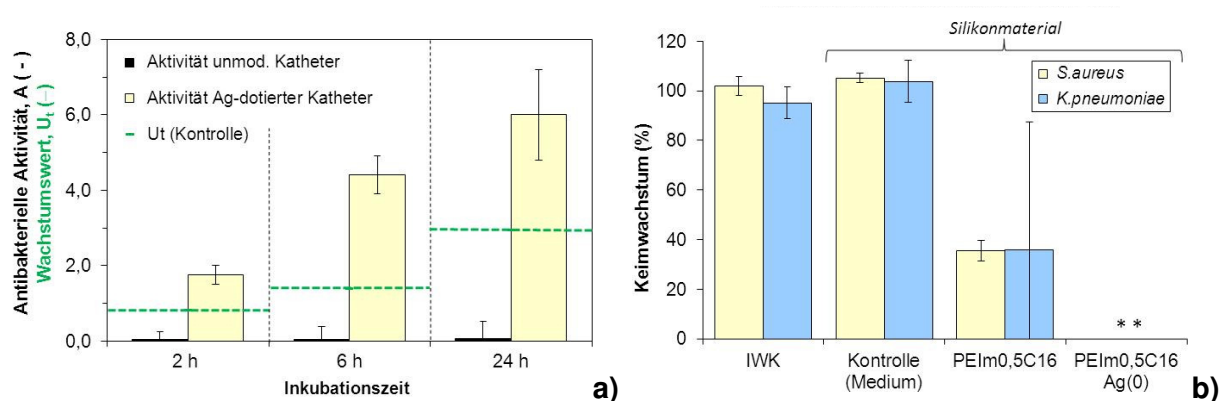 Antibakterielle Aktivität, A ( - )
Wachstumswert, Ut (–)
8,0
6,0
4,0
2,0
0,0
Aktivität unmod. Katheter
Aktivität Ag-dotierter Katheter
Ut (Kontrolle)
2 h
6 h
24 h
Inkubationszeit
a)
Silikonmaterial
Keimwachstum (%)
120
100
80
60
40
20
0
S.aureus
K.pneumoniae
* *
IWK
Kontrolle
(Medium)
PEIm0,5C16
PEIm0,5C16
Ag(0)
b)